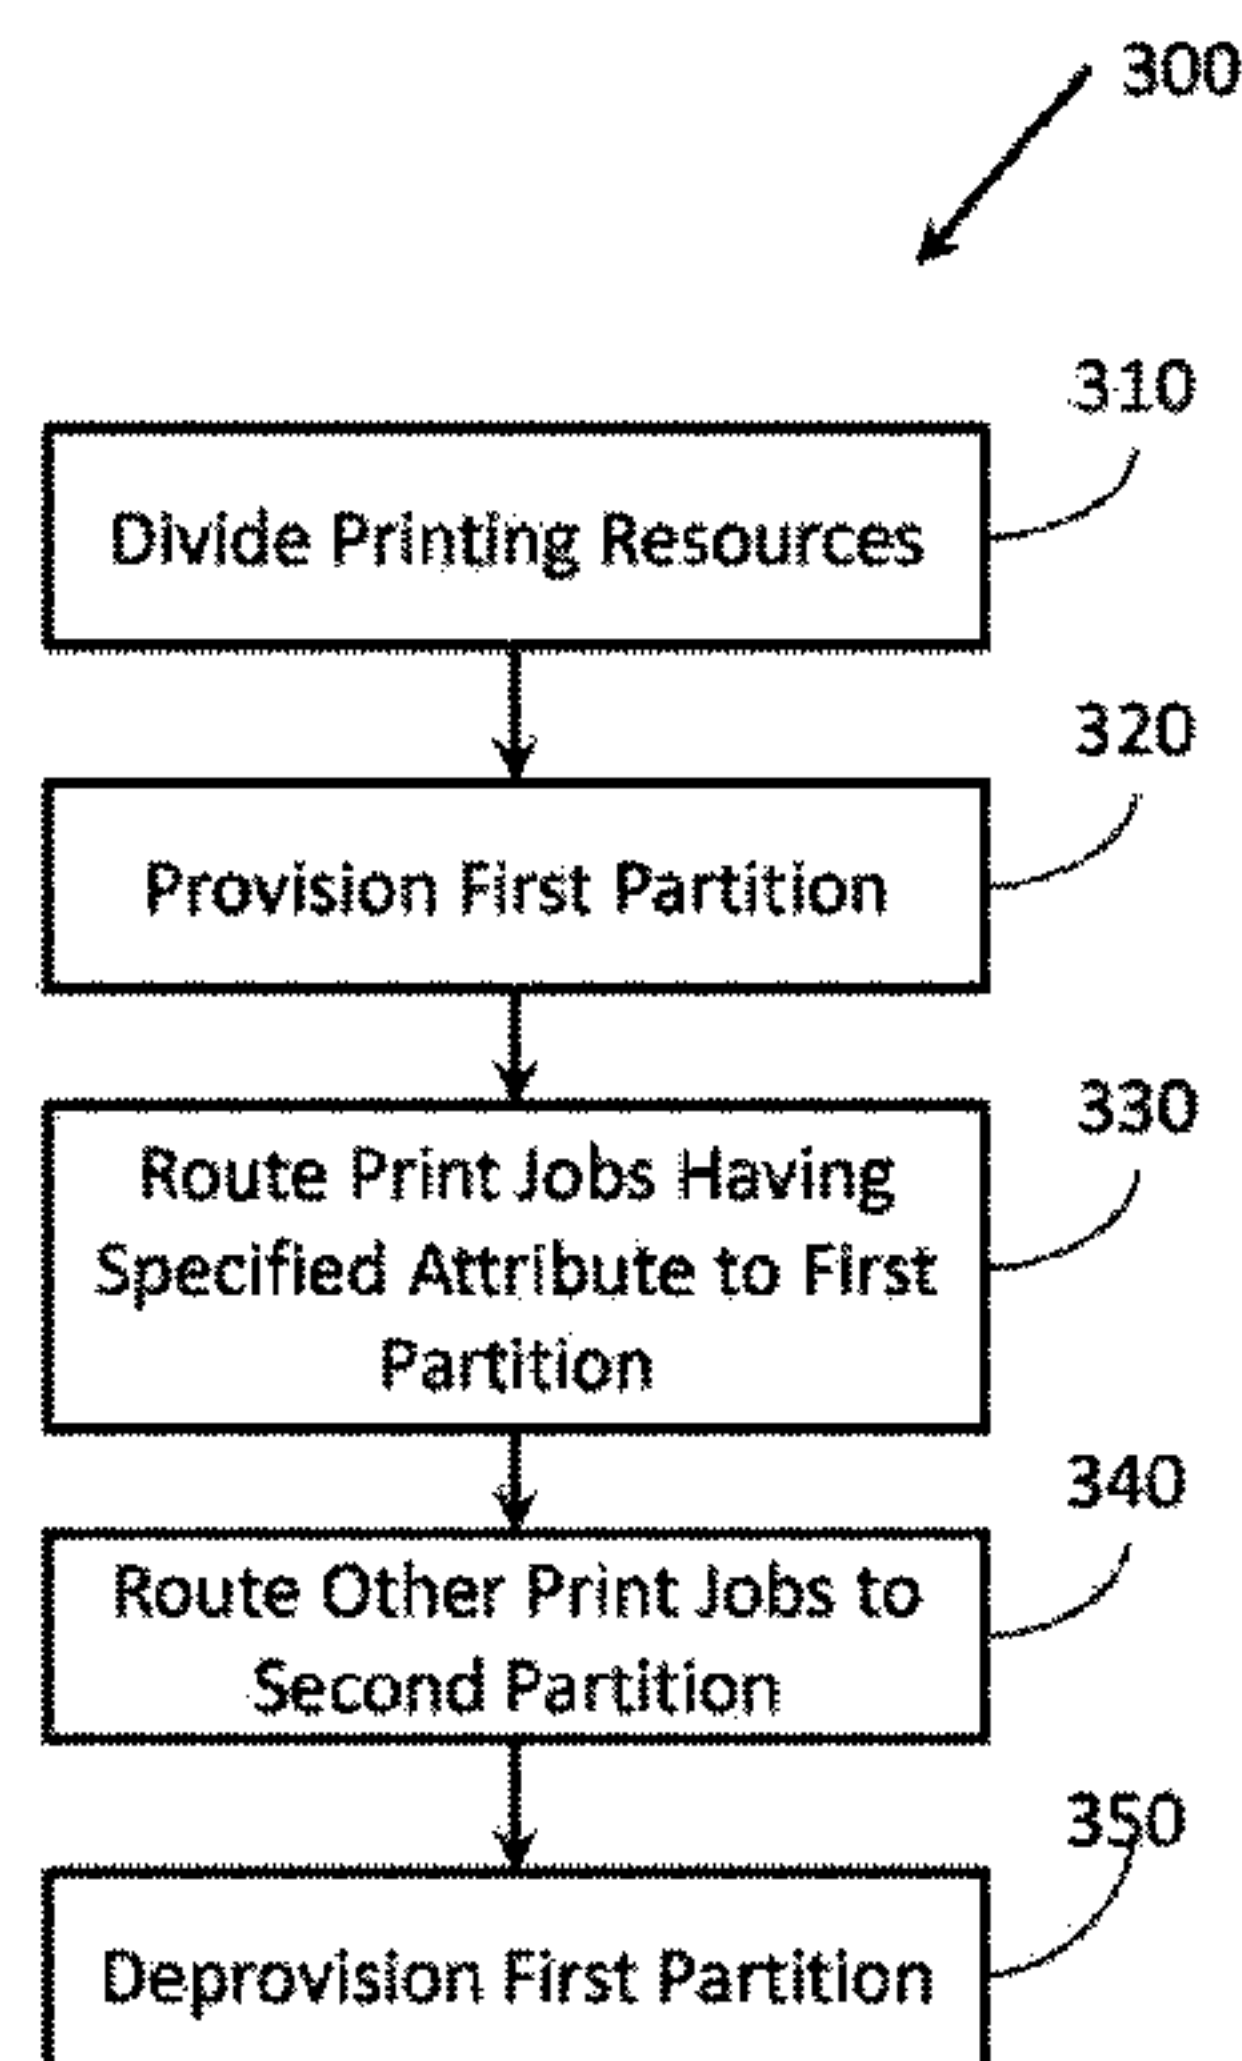 300
310
Divide Printing Resources
320
Provision First Partition
330
Route Print Jobs Having
Specified Attribute to First
Partition
340
Route Other Print Jobs to
Second Partition
350
Deprovision First Partition